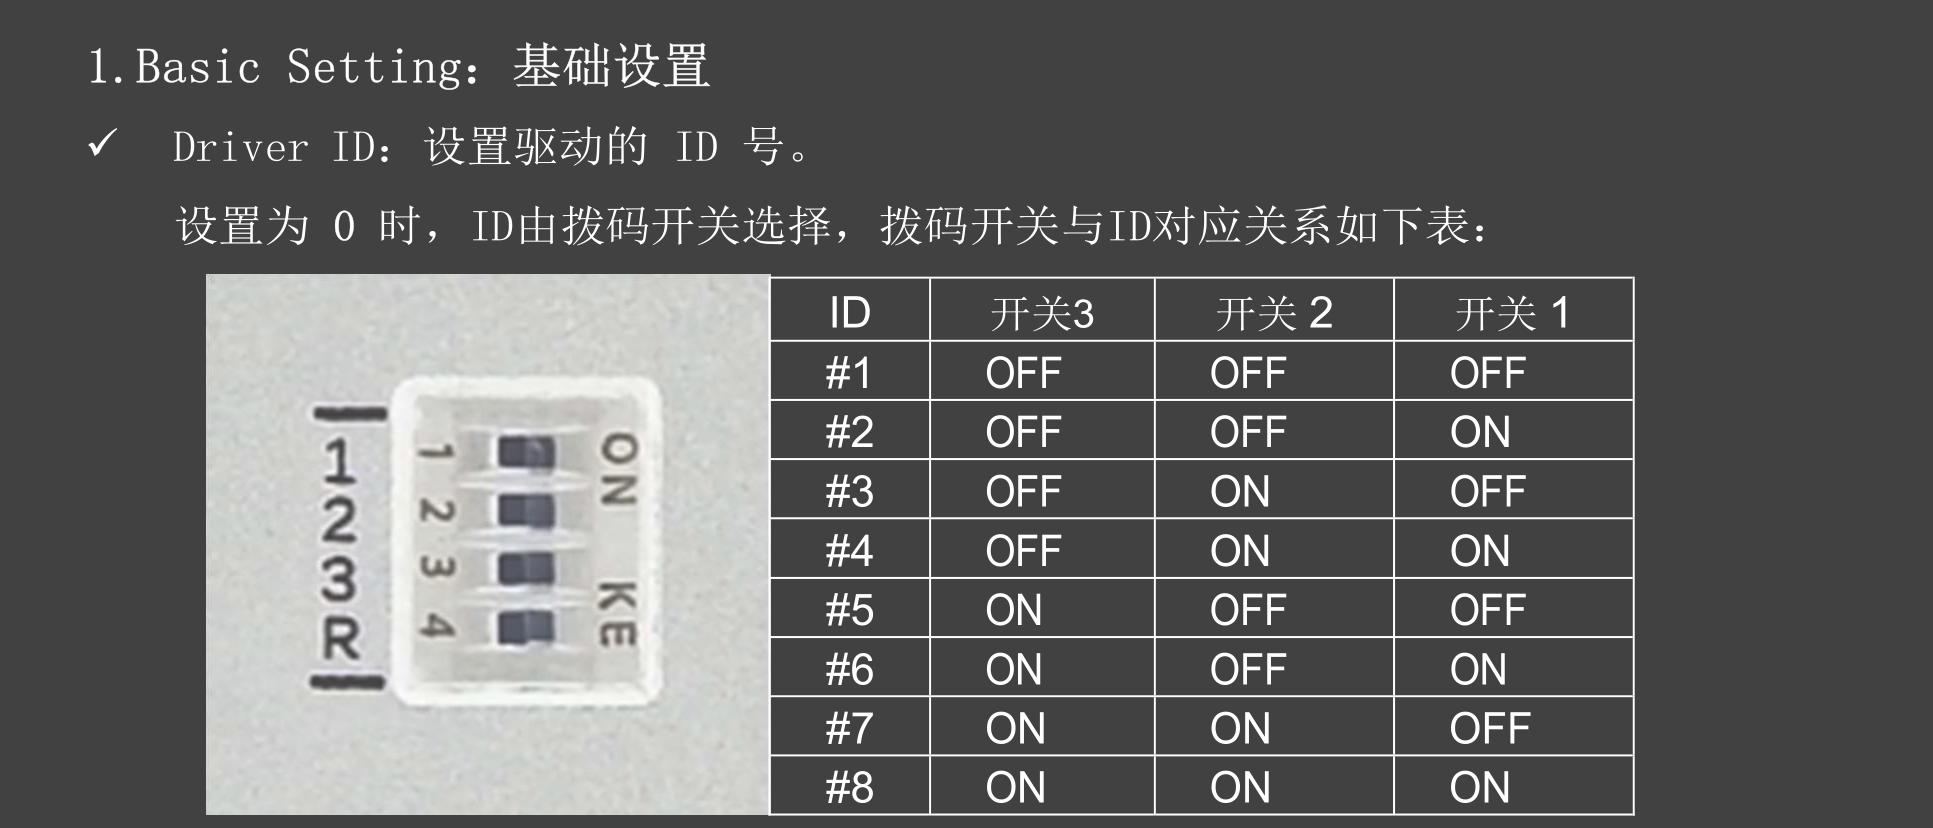 1.Basic Setting：基础设置
✓ Driver ID：设置驱动的 ID 号。
设置为 0 时，ID由拨码开关选择，拨码开关与ID对应关系如下表：
1
2
3
R
1
2
3
4
ON
KE
ID 开关3 开关 2 开关 1
#1 OFF OFF OFF
#2 OFF OFF ON
#3 OFF ON OFF
#4 OFF ON ON
#5 ON OFF OFF
#6 ON OFF ON
#7 ON ON OFF
#8 ON ON ON